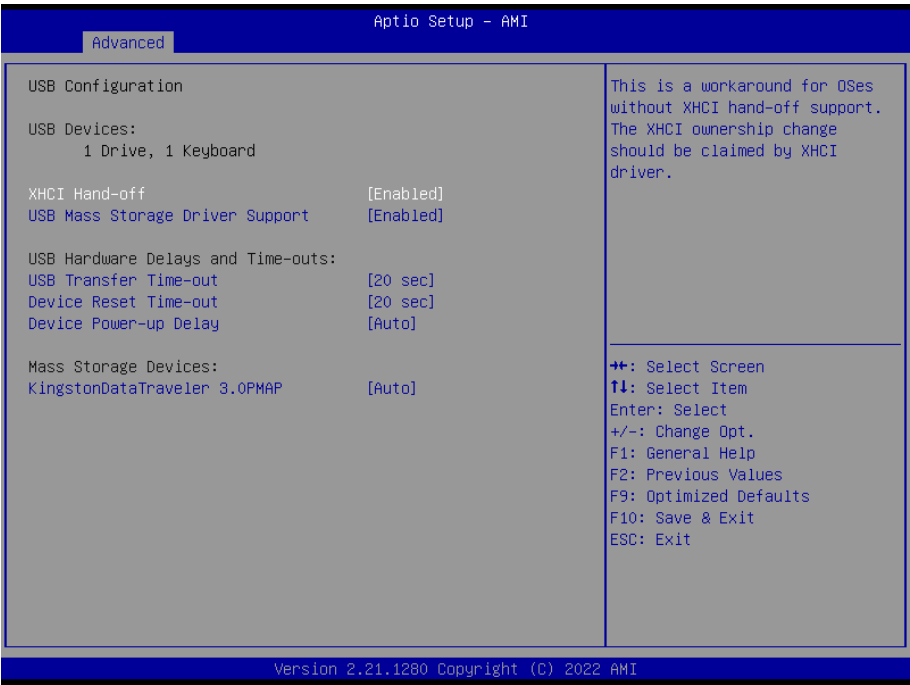 Aptio Setup – AMI
Advanced
USB Configuration
USB Devices:
1 Drive, 1 Keyboard
XHCI Hand-off [Enabled]
USB Mass Storage Driver Support [Enabled]
USB Hardware Delays and Time-outs:
USB Transfer Time-out [20 sec]
Device Reset Time-out [20 sec]
Device Power-up Delay [Auto]
Mass Storage Devices:
KingstonDataTraveler 3.0PMAP [Auto]
This is a workaround for OSes
without XHCI hand-off support.
The XHCI ownership change
should be claimed by XHCI
driver.
→←: Select Screen
↑↓: Select Item
Enter: Select
+/-: Change Opt.
F1: General Help
F2: Previous Values
F9: Optimized Defaults
F10: Save & Exit
ESC: Exit
Version 2.21.1280 Copyright (C) 2022 AMI